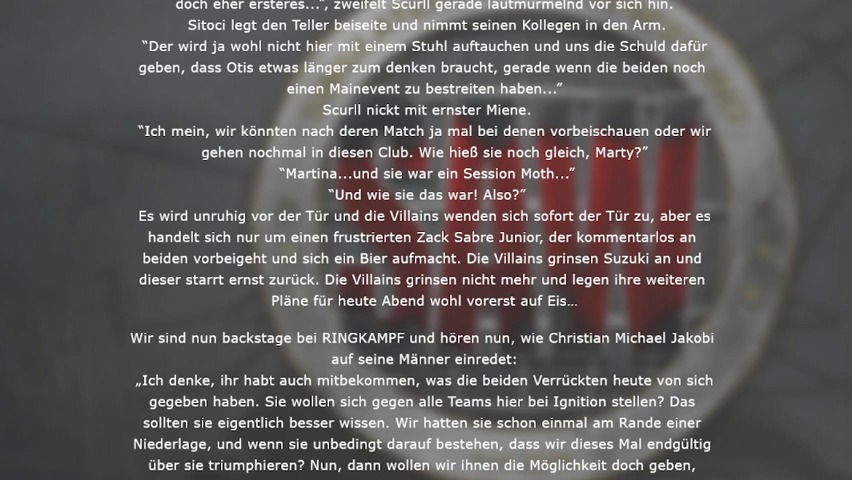 doch eher ersteres...”, zweifelt Scurll gerade lautmurmelnd vor sich hin.
Sitoci legt den Teller beiseite und nimmt seinen Kollegen in den Arm.
“Der wird ja wohl nicht hier mit einem Stuhl auftauchen und uns die Schuld dafür
geben, dass Otis etwas länger zum denken braucht, gerade wenn die beiden noch
einen Mainevent zu bestreiten haben...”
Scurll nickt mit ernster Miene.
“Ich mein, wir könnten nach deren Match ja mal bei denen vorbeischauen oder wir
gehen nochmal in diesen Club. Wie hieß sie noch gleich, Marty?”
“Martina...und sie war ein Session Moth...”
“Und wie sie das war! Also?”
Es wird unruhig vor der Tür und die Villains wenden sich sofort der Tür zu, aber es
handelt sich nur um einen frustrierten Zack Sabre Junior, der kommentarlos an
beiden vorbeigeht und sich ein Bier aufmacht. Die Villains grinsen Suzuki an und
dieser starrt ernst zurück. Die Villains grinsen nicht mehr und legen ihre weiteren
Pläne für heute Abend wohl vorerst auf Eis…
Wir sind nun backstage bei RINGKAMPF und hören nun, wie Christian Michael Jakobi
auf seine Männer einredet:
„Ich denke, ihr habt auch mitbekommen, was die beiden Verrückten heute von sich
gegeben haben. Sie wollen sich gegen alle Teams hier bei Ignition stellen? Das
sollten sie eigentlich besser wissen. Wir hatten sie schon einmal am Rande einer
Niederlage, und wenn sie unbedingt darauf bestehen, dass wir dieses Mal endgültig
über sie triumphieren? Nun, dann wollen wir ihnen die Möglichkeit doch geben,